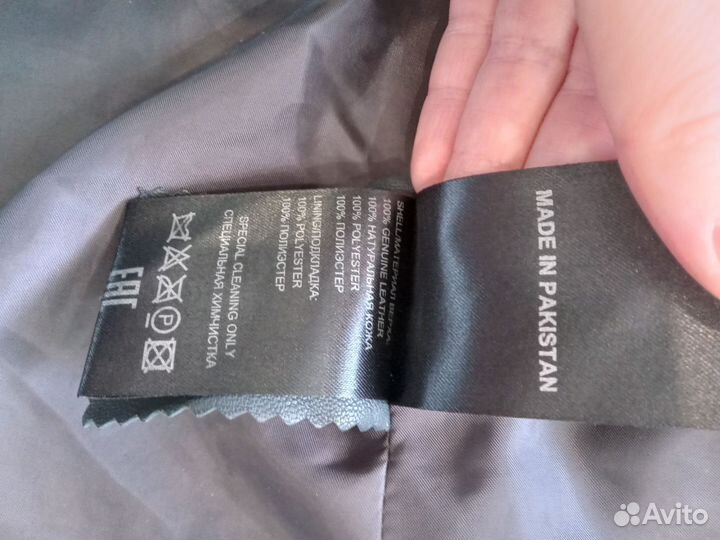 SHELL/МАТЕРИАЛ ВЕРХА:
100% GENUINE LEATHER
100% НАТУРАЛЬНАЯ КОЖА
100% POLYESTER
100% ПОЛИЭСТЕР
LINING/ПОДКЛАДКА:
100% POLYESTER
100% ПОЛИЭСТЕР
SPECIAL CLEANING ONLY
СПЕЦИАЛЬНАЯ ХИМЧИСТКА
P
EAC
MADE IN PAKISTAN
Avito